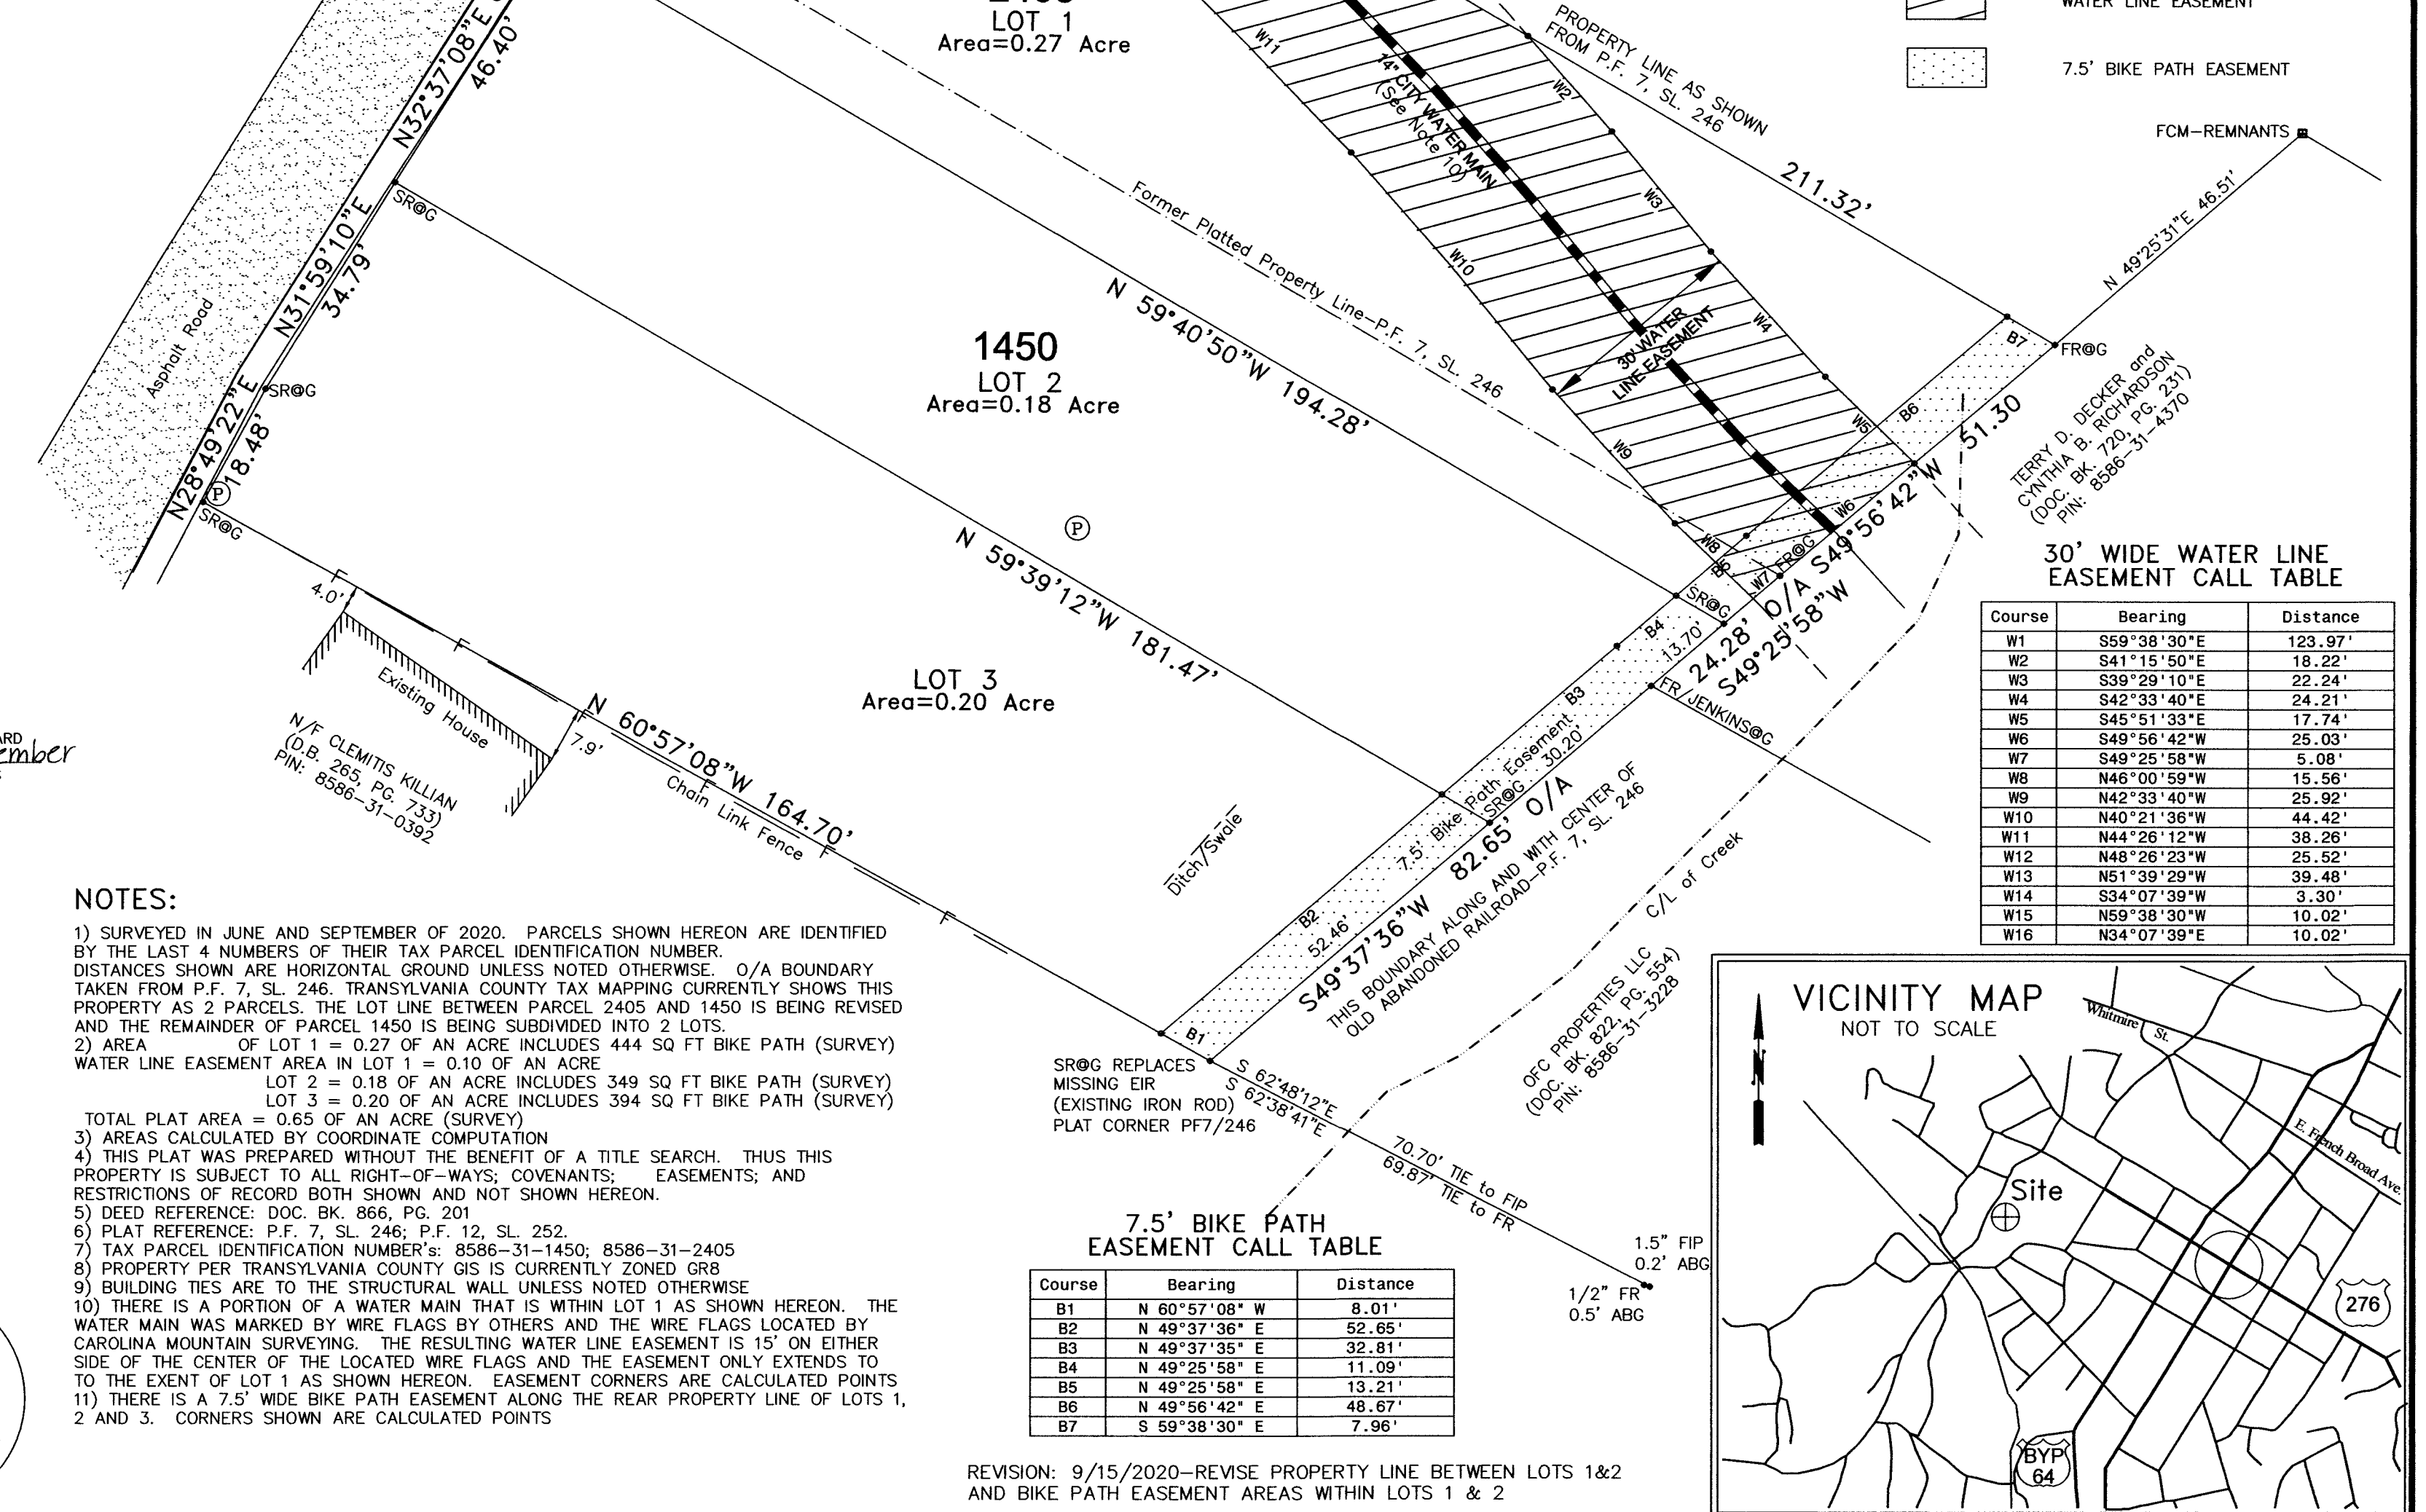 LOT 1
Area=0.27 Acre
WATER LINE EASEMENT
7.5' BIKE PATH EASEMENT
N32°37'08"E
46.40'
W11
14" CITY WATER MAIN
(See Note 10)
W2
PROPERTY LINE AS SHOWN
FROM P.F. 7, SL. 246
211.32'
FCM-REMNANTS
N 49°25'31"E 46.51'
SR@G
N31°59'10"E
34.79'
Asphalt Road
Former Platted Property Line-P.F. 7, SL. 246
W3
W10
W4
30' WATER
LINE EASEMENT
N 59°40'50"W 194.28'
1450
LOT 2
Area=0.18 Acre
B7
FR@G
SR@G
N28°49'22"E
18.48'
P
SR@G
W9
W5
B6
51.30
TERRY D. DECKER and
CYNTHIA B. RICHARDSON
(DOC. BK. 720, PG. 231)
PIN: 8586-31-4370
P
N 59°39'12"W 181.47'
W8
W6
B5
W7
FR@G
O/A S49°56'42"W
SR@G
24.28'
S49°25'58"W
B4
13.70'
FR/JENKINS@G
F
4.0'
F
Existing House
7.9'
F
N/F CLEMITIS KILLIAN
(D.B. 265, PG. 733)
PIN: 8586-31-0392
N 60°57'08"W 164.70'
F
Chain Link Fence
F
F
LOT 3
Area=0.20 Acre
B3
30.20'
7.5' Bike Path Easement
SR@G
82.65' O/A
S49°37'36"W
B2
52.46'
THIS BOUNDARY ALONG AND WITH CENTER OF
OLD ABANDONED RAILROAD-P.F. 7, SL. 246
C/L of Creek
Ditch/Swale
B1
OFC PROPERTIES LLC
(DOC. BK. 822, PG. 554)
PIN: 8586-31-3228
ARD
ember
30' WIDE WATER LINE
EASEMENT CALL TABLE
Course Bearing Distance
W1 S59°38'30"E 123.97'
W2 S41°15'50"E 18.22'
W3 S39°29'10"E 22.24'
W4 S42°33'40"E 24.21'
W5 S45°51'33"E 17.74'
W6 S49°56'42"W 25.03'
W7 S49°25'58"W 5.08'
W8 N46°00'59"W 15.56'
W9 N42°33'40"W 25.92'
W10 N40°21'36"W 44.42'
W11 N44°26'12"W 38.26'
W12 N48°26'23"W 25.52'
W13 N51°39'29"W 39.48'
W14 S34°07'39"W 3.30'
W15 N59°38'30"W 10.02'
W16 N34°07'39"E 10.02'
NOTES:
1) SURVEYED IN JUNE AND SEPTEMBER OF 2020. PARCELS SHOWN HEREON ARE IDENTIFIED
BY THE LAST 4 NUMBERS OF THEIR TAX PARCEL IDENTIFICATION NUMBER.
DISTANCES SHOWN ARE HORIZONTAL GROUND UNLESS NOTED OTHERWISE. O/A BOUNDARY
TAKEN FROM P.F. 7, SL. 246. TRANSYLVANIA COUNTY TAX MAPPING CURRENTLY SHOWS THIS
PROPERTY AS 2 PARCELS. THE LOT LINE BETWEEN PARCEL 2405 AND 1450 IS BEING REVISED
AND THE REMAINDER OF PARCEL 1450 IS BEING SUBDIVIDED INTO 2 LOTS.
2) AREA OF LOT 1 = 0.27 OF AN ACRE INCLUDES 444 SQ FT BIKE PATH (SURVEY)
WATER LINE EASEMENT AREA IN LOT 1 = 0.10 OF AN ACRE
LOT 2 = 0.18 OF AN ACRE INCLUDES 349 SQ FT BIKE PATH (SURVEY)
LOT 3 = 0.20 OF AN ACRE INCLUDES 394 SQ FT BIKE PATH (SURVEY)
TOTAL PLAT AREA = 0.65 OF AN ACRE (SURVEY)
3) AREAS CALCULATED BY COORDINATE COMPUTATION
4) THIS PLAT WAS PREPARED WITHOUT THE BENEFIT OF A TITLE SEARCH. THUS THIS
PROPERTY IS SUBJECT TO ALL RIGHT-OF-WAYS; COVENANTS; EASEMENTS; AND
RESTRICTIONS OF RECORD BOTH SHOWN AND NOT SHOWN HEREON.
5) DEED REFERENCE: DOC. BK. 866, PG. 201
6) PLAT REFERENCE: P.F. 7, SL. 246; P.F. 12, SL. 252.
7) TAX PARCEL IDENTIFICATION NUMBER's: 8586-31-1450; 8586-31-2405
8) PROPERTY PER TRANSYLVANIA COUNTY GIS IS CURRENTLY ZONED GR8
9) BUILDING TIES ARE TO THE STRUCTURAL WALL UNLESS NOTED OTHERWISE
10) THERE IS A PORTION OF A WATER MAIN THAT IS WITHIN LOT 1 AS SHOWN HEREON. THE
WATER MAIN WAS MARKED BY WIRE FLAGS BY OTHERS AND THE WIRE FLAGS LOCATED BY
CAROLINA MOUNTAIN SURVEYING. THE RESULTING WATER LINE EASEMENT IS 15' ON EITHER
SIDE OF THE CENTER OF THE LOCATED WIRE FLAGS AND THE EASEMENT ONLY EXTENDS TO
TO THE EXENT OF LOT 1 AS SHOWN HEREON. EASEMENT CORNERS ARE CALCULATED POINTS
11) THERE IS A 7.5' WIDE BIKE PATH EASEMENT ALONG THE REAR PROPERTY LINE OF LOTS 1,
2 AND 3. CORNERS SHOWN ARE CALCULATED POINTS
SR@G REPLACES
MISSING EIR
(EXISTING IRON ROD)
PLAT CORNER PF7/246
S 62°48'12"E
S 62°38'41"E
70.70' TIE to FIP
69.87' TIE to FR
1.5" FIP
0.2' ABG
1/2" FR
0.5' ABG
7.5' BIKE PATH
EASEMENT CALL TABLE
Course Bearing Distance
B1 N 60°57'08" W 8.01'
B2 N 49°37'36" E 52.65'
B3 N 49°37'35" E 32.81'
B4 N 49°25'58" E 11.09'
B5 N 49°25'58" E 13.21'
B6 N 49°56'42" E 48.67'
B7 S 59°38'30" E 7.96'
REVISION: 9/15/2020-REVISE PROPERTY LINE BETWEEN LOTS 1&2
AND BIKE PATH EASEMENT AREAS WITHIN LOTS 1 & 2
VICINITY MAP
NOT TO SCALE
N
Whitmire St.
E. French Broad Ave.
Site
276
BYP
64